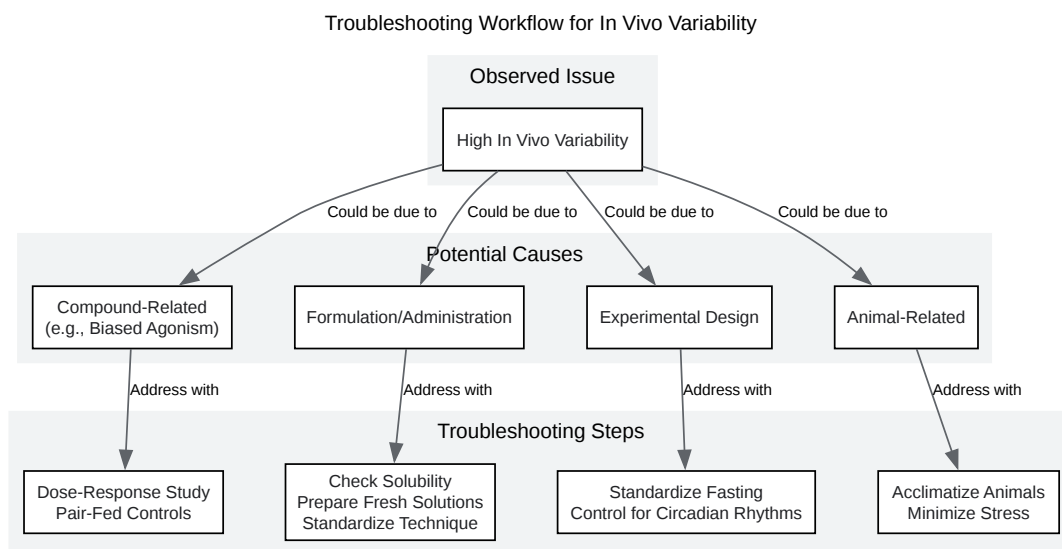 Troubleshooting Workflow for In Vivo Variability
Observed Issue
High In Vivo Variability
Could be due to
Could be due to
Could be due to
Could be due to
Potential Causes
Compound-Related
(e.g., Biased Agonism)
Formulation/Administration
Experimental Design
Animal-Related
Address with
Address with
Address with
Address with
Troubleshooting Steps
Dose-Response Study
Pair-Fed Controls
Check Solubility
Prepare Fresh Solutions
Standardize Technique
Standardize Fasting
Control for Circadian Rhythms
Acclimatize Animals
Minimize Stress